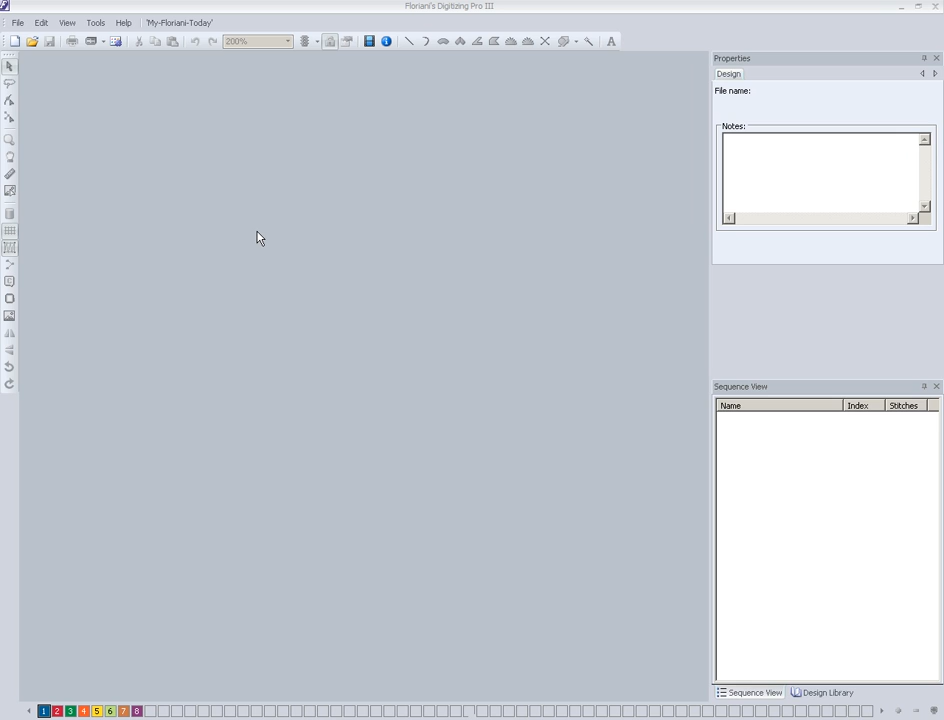 Floriani's Digitizing Pro III
File Edit View Tools Help 'My-Floriani-Today'
200%
A
Properties
Design
File name:
Notes:
Sequence View
Name Index Stitches
Sequence View Design Library
1 2 3 4 5 6 7 8